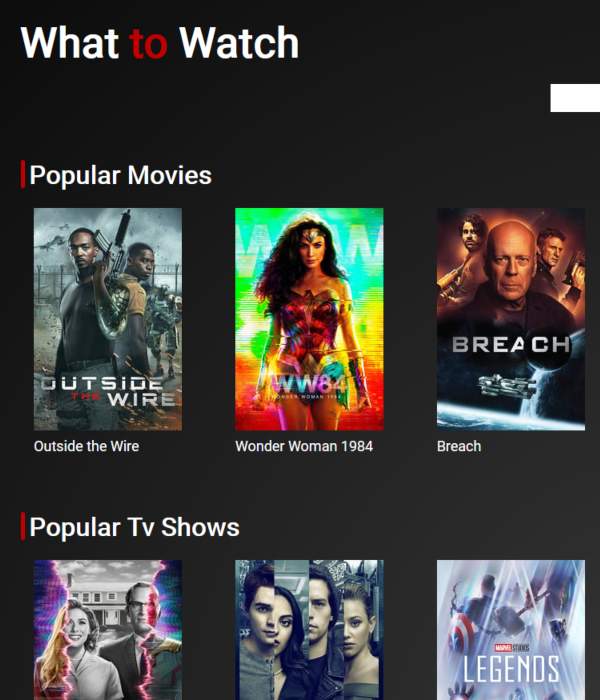 What to Watch
Popular Movies
OUTSIDE
THE WIRE
WW84
WONDER WOMAN 1984
BREACH
Outside the Wire
Wonder Woman 1984
Breach
Popular Tv Shows
MARVEL STUDIOS
LEGENDS